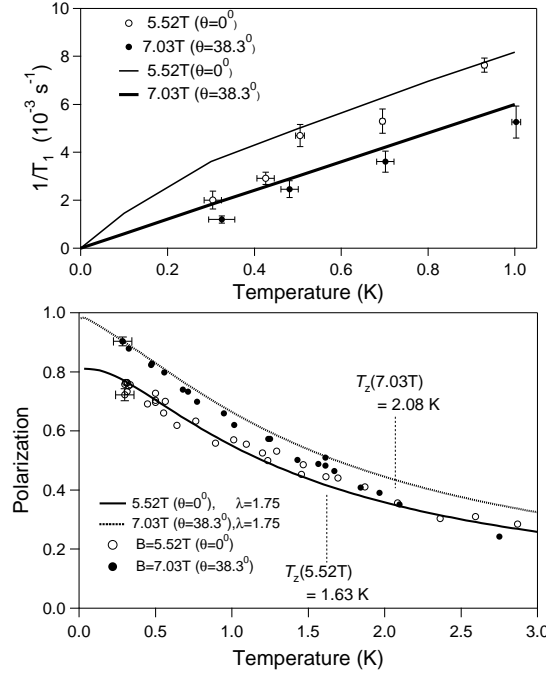 10
8
6
4
2
0
1/T₁ (10⁻³ s⁻¹)
5.52T (θ=0⁰)
7.03T (θ=38.3⁰)
5.52T(θ=0⁰)
7.03T (θ=38.3⁰)
0.0 0.2 0.4 0.6 0.8 1.0
Temperature (K)
1.0
0.8
0.6
0.4
0.2
0.0
Polarization
T_z(7.03T)
= 2.08 K
5.52T (θ=0⁰), λ=1.75
7.03T (θ=38.3⁰),λ=1.75
B=5.52T (θ=0⁰)
B=7.03T (θ=38.3⁰)
T_z(5.52T)
= 1.63 K
0.0 0.5 1.0 1.5 2.0 2.5 3.0
Temperature (K)